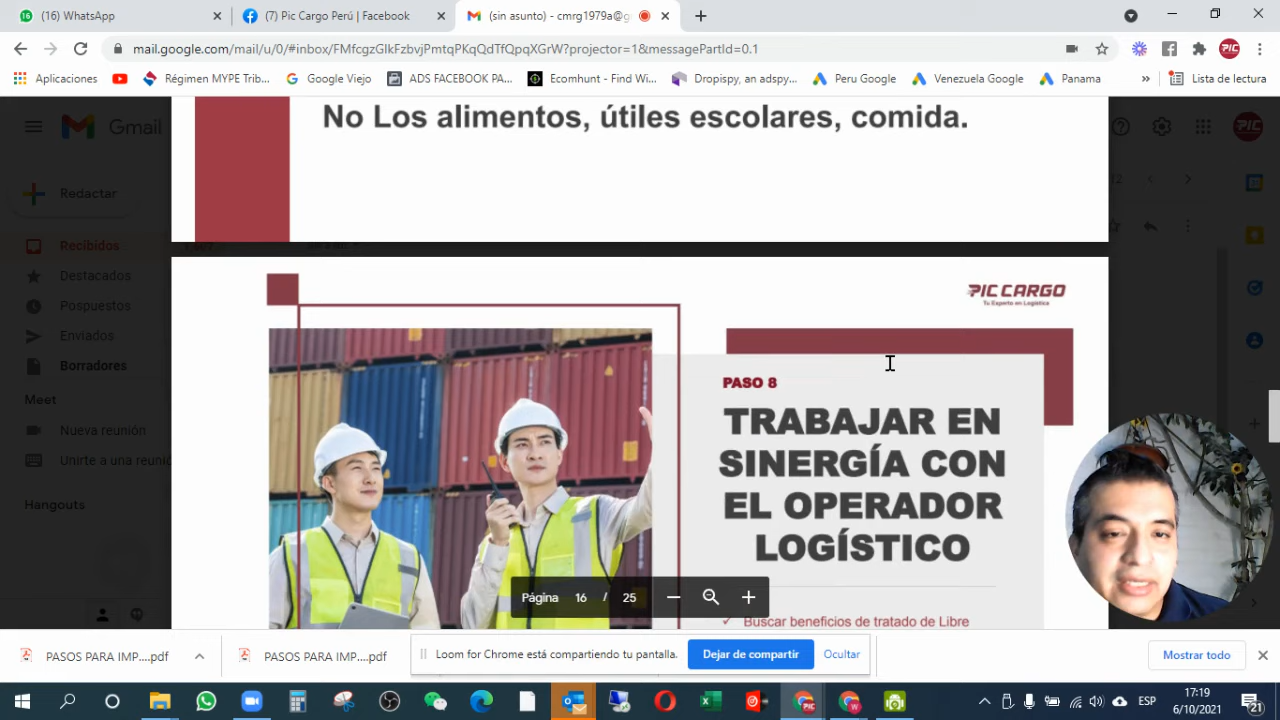 (16) WhatsApp
(7) Pic Cargo Perú | Facebook
(sin asunto) - cmrg1979a@g
mail.google.com/mail/u/0/#inbox/FMfcgzGlkFzbvjPmtqPKqQdTfQpqXGrW?projector=1&messagePartId=0.1
Aplicaciones
Régimen MYPE Trib...
Google Viejo
ADS FACEBOOK PA...
Ecomhunt - Find Wi...
Dropispy, an adspy...
Peru Google
Venezuela Google
Panama
»
Lista de lectura
No Los alimentos, útiles escolares, comida.
Gmail
PIC
Redactar
Recibidos
Destacados
Pospuestos
Enviados
Borradores
Meet
Nueva reunión
Unirte a una reunió
Hangouts
PIC CARGO
Tu Experto en Logística
PASO 8
TRABAJAR EN
SINERGÍA CON
EL OPERADOR
LOGÍSTICO
✓ Buscar beneficios de tratado de Libre
Página 16 / 25
PASOS PARA IMP....pdf
PASOS PARA IMP....pdf
Loom for Chrome está compartiendo tu pantalla.
Dejar de compartir
Ocultar
Mostrar todo
ESP
17:19
6/10/2021
21